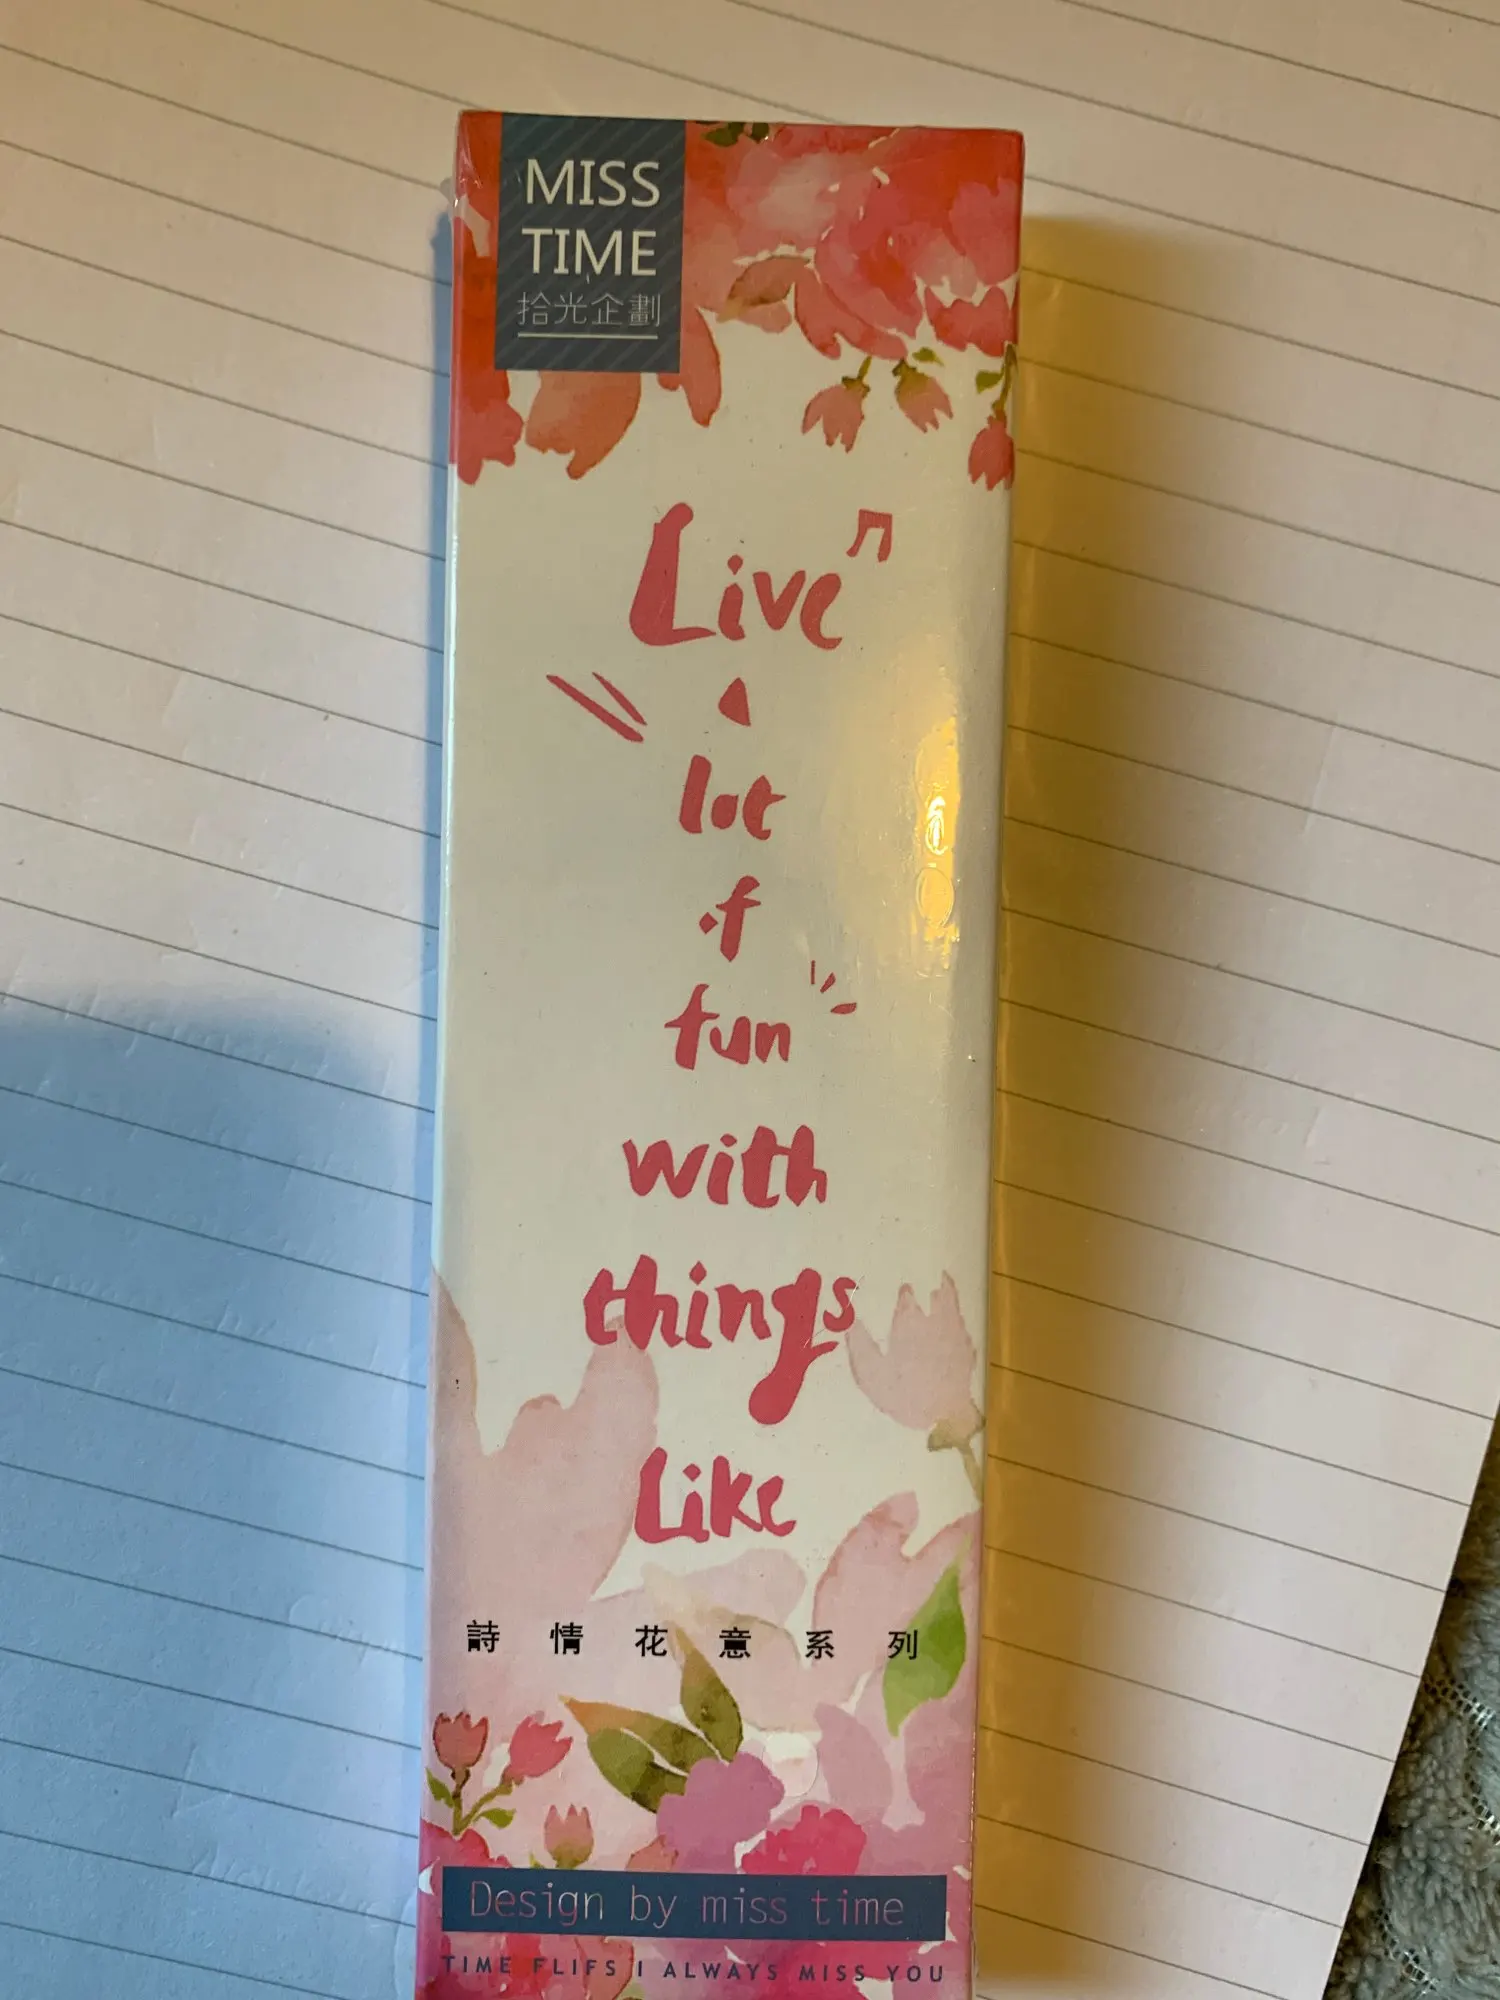 MISS
TIME
拾光企劃
Live
a
lot
of
fun
with
things
Like
詩情花意系列
Design by miss time
TIME FLIFS I ALWAYS MISS YOU